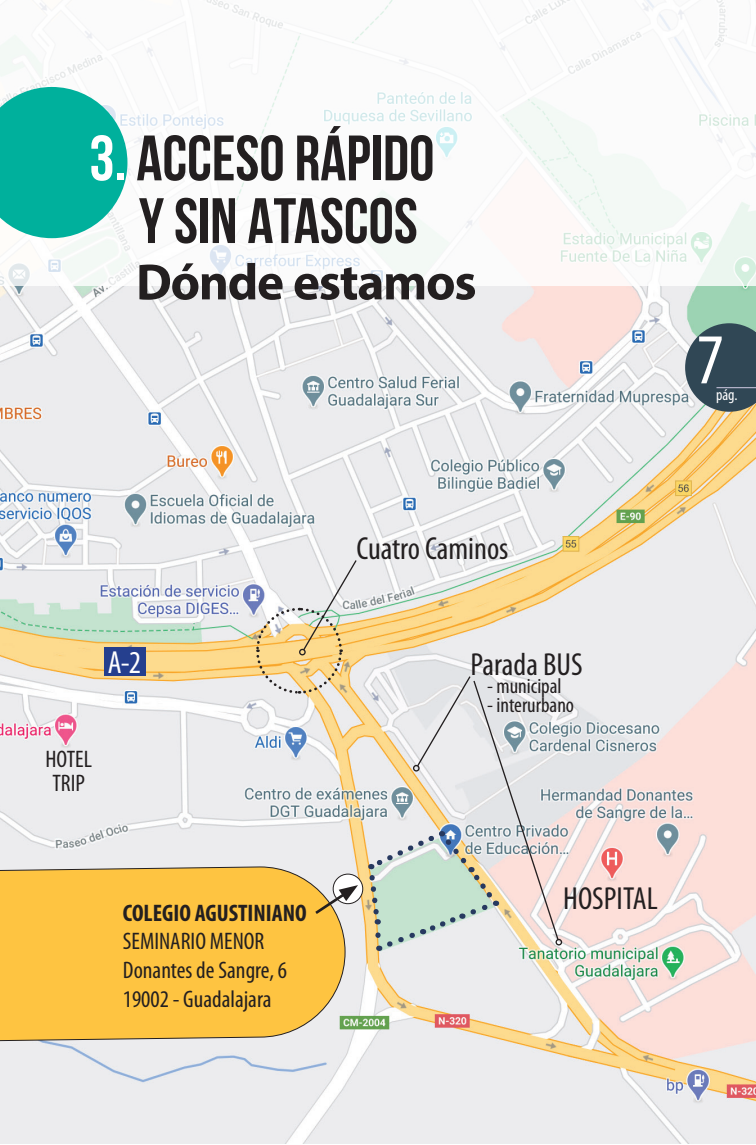 useo San Roque
Calle Dinamarca
Francisco Medina
Panteón de la
Duquesa de Sevillano
Estilo Pontejos
Piscina
3. ACCESO RÁPIDO
Y SIN ATASCOS
Dónde estamos
Estadio Municipal
Fuente De La Niña
Carrefour Express
Av. Castilla
7
pág.
Centro Salud Ferial
Guadalajara Sur
Fraternidad Muprespa
MBRES
Bureo
Colegio Público
Bilingüe Badiel
anco numero
servicio IQOS
Escuela Oficial de
Idiomas de Guadalajara
56
E-90
55
Cuatro Caminos
Estación de servicio
Cepsa DIGES...
Calle del Ferial
A-2
Parada BUS
- municipal
- interurbano
dalajara
HOTEL
TRIP
Aldi
Colegio Diocesano
Cardenal Cisneros
Centro de exámenes
DGT Guadalajara
Hermandad Donantes
de Sangre de la...
Paseo del Ocio
Centro Privado
de Educación...
H
HOSPITAL
COLEGIO AGUSTINIANO
SEMINARIO MENOR
Donantes de Sangre, 6
19002 - Guadalajara
Tanatorio municipal
Guadalajara
CM-2004
N-320
bp
N-320